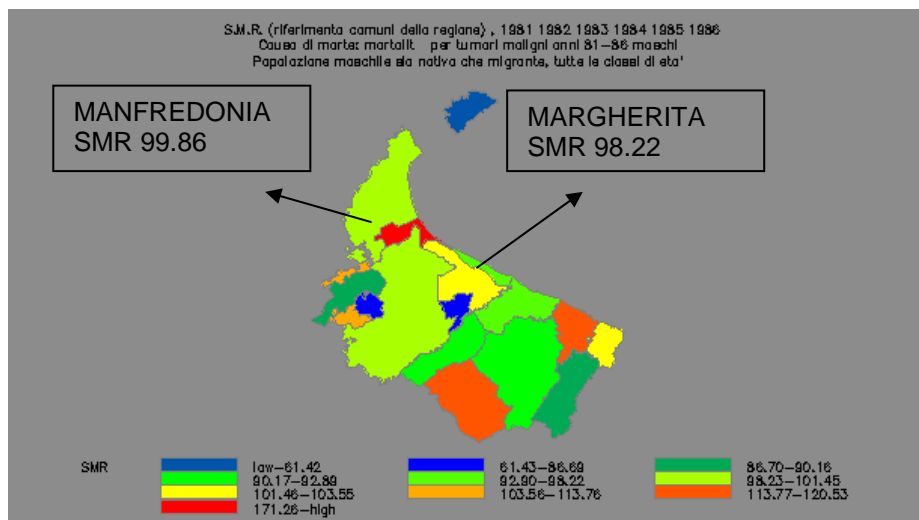 S.M.R. (riferimento comuni della regione) , 1981 1982 1983 1984 1985 1986
Causa di morte: mortalit   per tumori maligni anni 81-86 maschi
Popolazione maschile sia nativa che migrante, tutte le classi di eta'
MANFREDONIA
SMR 99.86
MARGHERITA
SMR 98.22
SMR
low-61.42
61.43-86.69
86.70-90.16
90.17-92.89
92.90-98.22
98.23-101.45
101.46-103.55
103.56-113.76
113.77-120.53
171.26-high